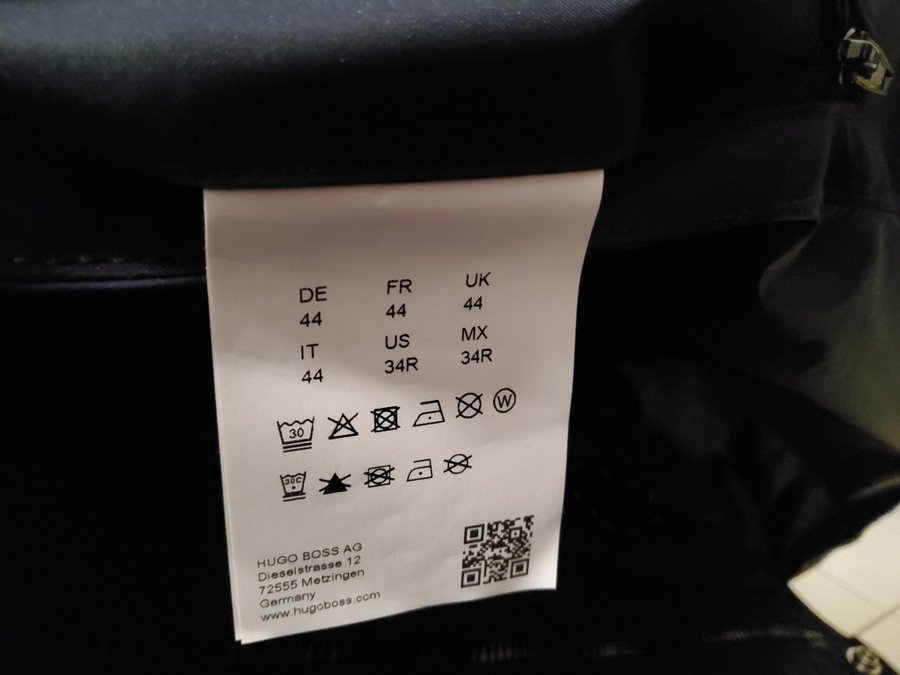 DE FR UK
44 44 44
IT US MX
44 34R 34R
30 W
30C
HUGO BOSS AG
Dieselstrasse 12
72555 Metzingen
Germany
www.hugoboss.com